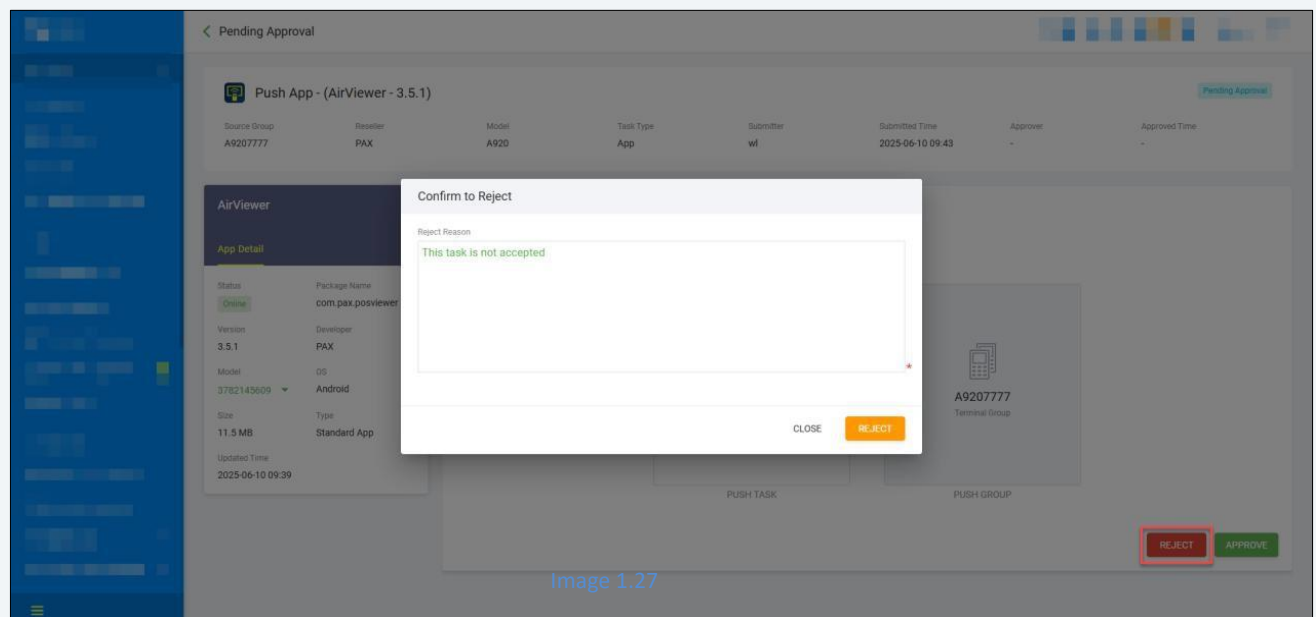 Pending Approval
Push App - (AirViewer - 3.5.1)
Pending Approval
Source Group Reseller Model Task Type Submitter Submitted Time Approver Approved Time
A9207777 PAX A920 App wl 2025-06-10 09:43 - -
AirViewer
App Detail
Status Package Name
Online com.pax.posviewer
Version Developer
3.5.1 PAX
Model OS
3782145609 Android
Size Type
11.5 MB Standard App
Updated Time
2025-06-10 09:39
Confirm to Reject
Reject Reason
This task is not accepted
*
CLOSE REJECT
A9207777
Terminal Group
PUSH TASK PUSH GROUP
REJECT APPROVE
Image 1.27